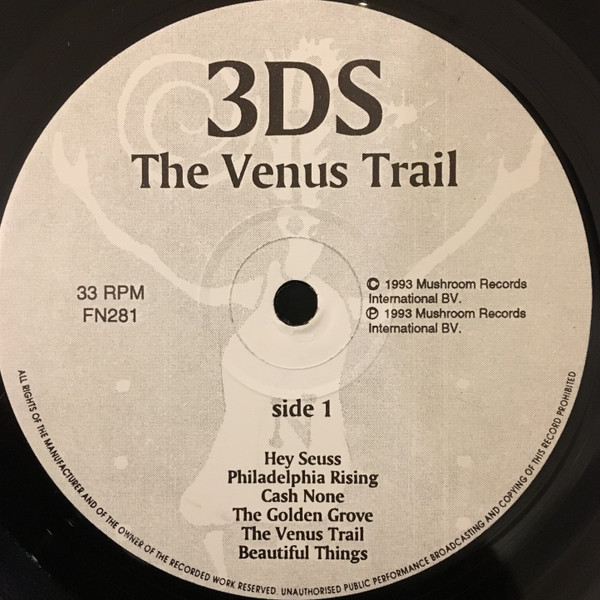 3DS
The Venus Trail
33 RPM
FN281
© 1993 Mushroom Records
International BV.
℗ 1993 Mushroom Records
International BV.
side 1
N
Hey Seuss
Philadelphia Rising
Cash None
The Golden Grove
The Venus Trail
Beautiful Things
ALL RIGHTS OF THE MANUFACTURER AND OF THE OWNER OF THE RECORDED WORK RESERVED. UNAUTHORISED PUBLIC PERFORMANCE BROADCASTING AND COPYING OF THIS RECORD PROHIBITED